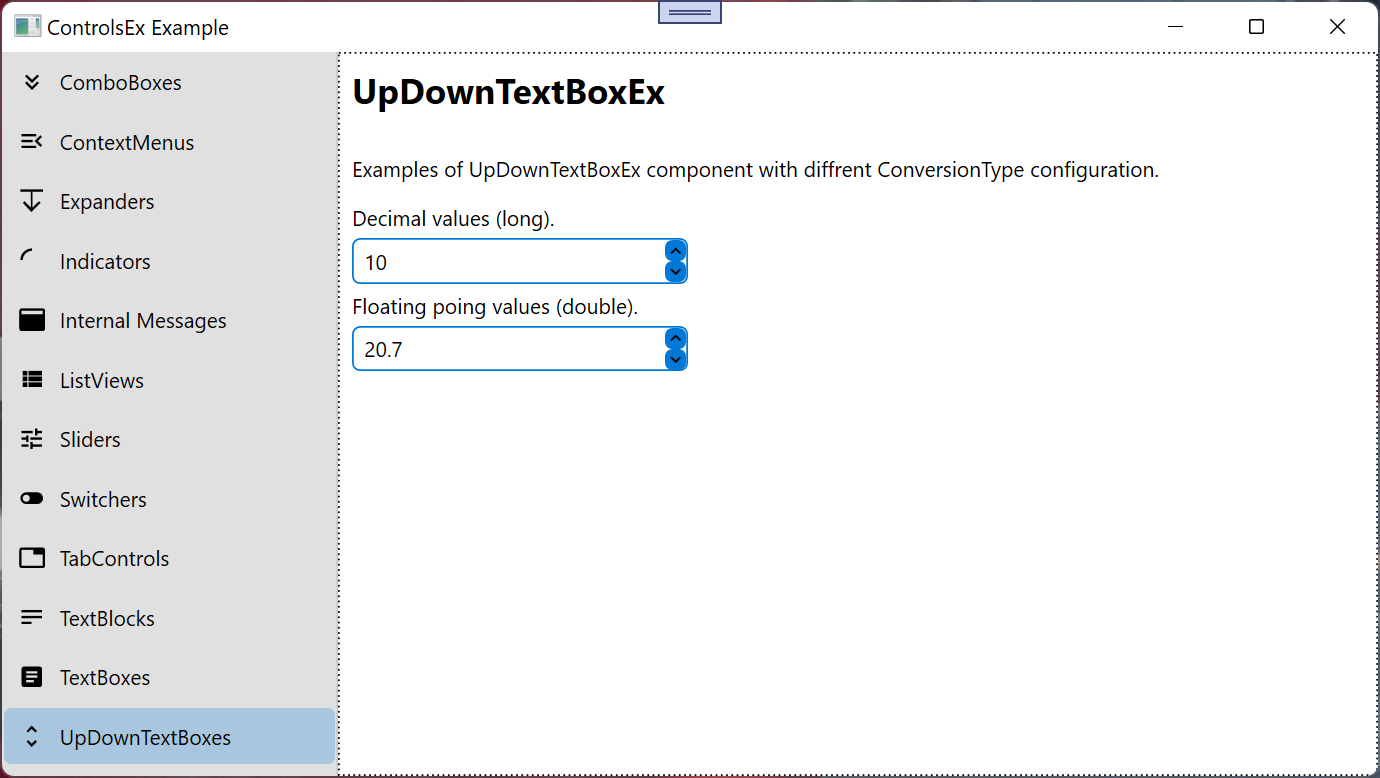 ControlsEx Example
ComboBoxes
ContextMenus
Expanders
Indicators
Internal Messages
ListViews
Sliders
Switchers
TabControls
TextBlocks
TextBoxes
UpDownTextBoxes
UpDownTextBoxEx
Examples of UpDownTextBoxEx component with diffrent ConversionType configuration.
Decimal values (long).
10
Floating poing values (double).
20.7